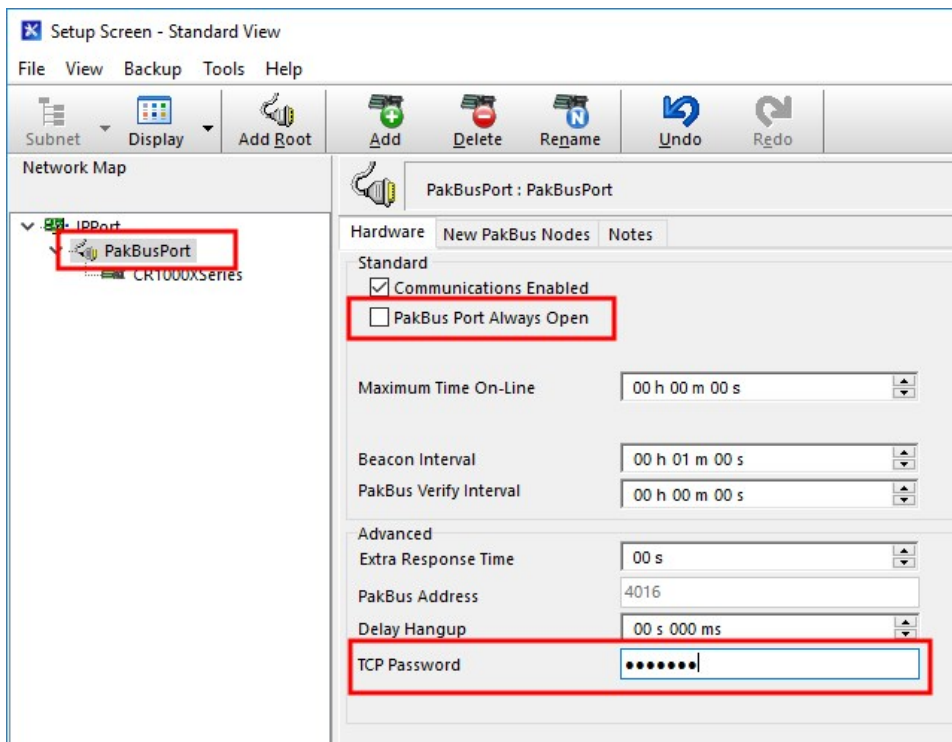 Setup Screen - Standard View
File View Backup Tools Help
Subnet Display Add Root Add Delete Rename Undo Redo
Network Map
IPPort
PakBusPort
CR1000XSeries
PakBusPort : PakBusPort
Hardware New PakBus Nodes Notes
Standard
Communications Enabled
PakBus Port Always Open
Maximum Time On-Line 00 h 00 m 00 s
Beacon Interval 00 h 01 m 00 s
PakBus Verify Interval 00 h 00 m 00 s
Advanced
Extra Response Time 00 s
PakBus Address 4016
Delay Hangup 00 s 000 ms
TCP Password •••••••